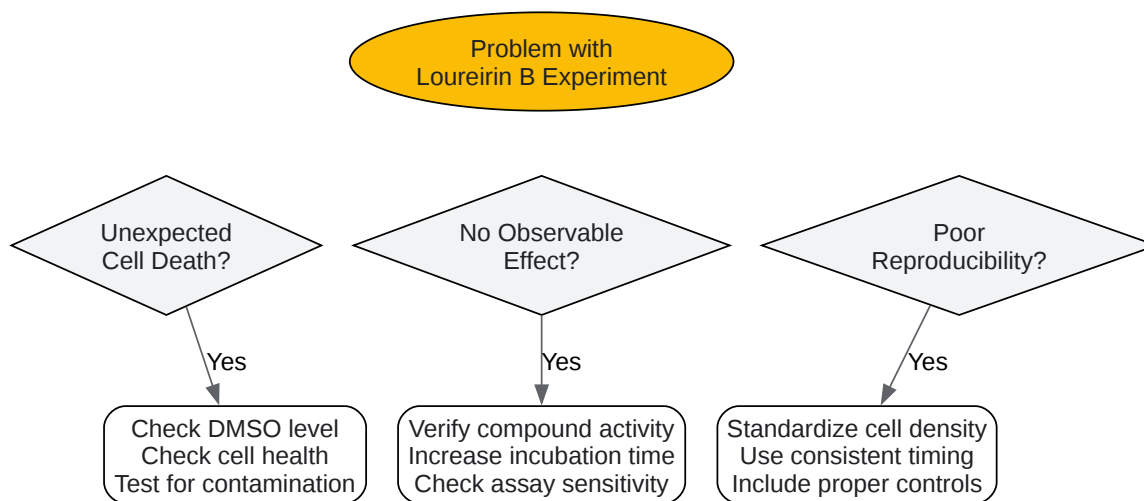 Problem with
Loureirin B Experiment
Unexpected
Cell Death?
No Observable
Effect?
Poor
Reproducibility?
Yes
Yes
Yes
Check DMSO level
Check cell health
Test for contamination
Verify compound activity
Increase incubation time
Check assay sensitivity
Standardize cell density
Use consistent timing
Include proper controls